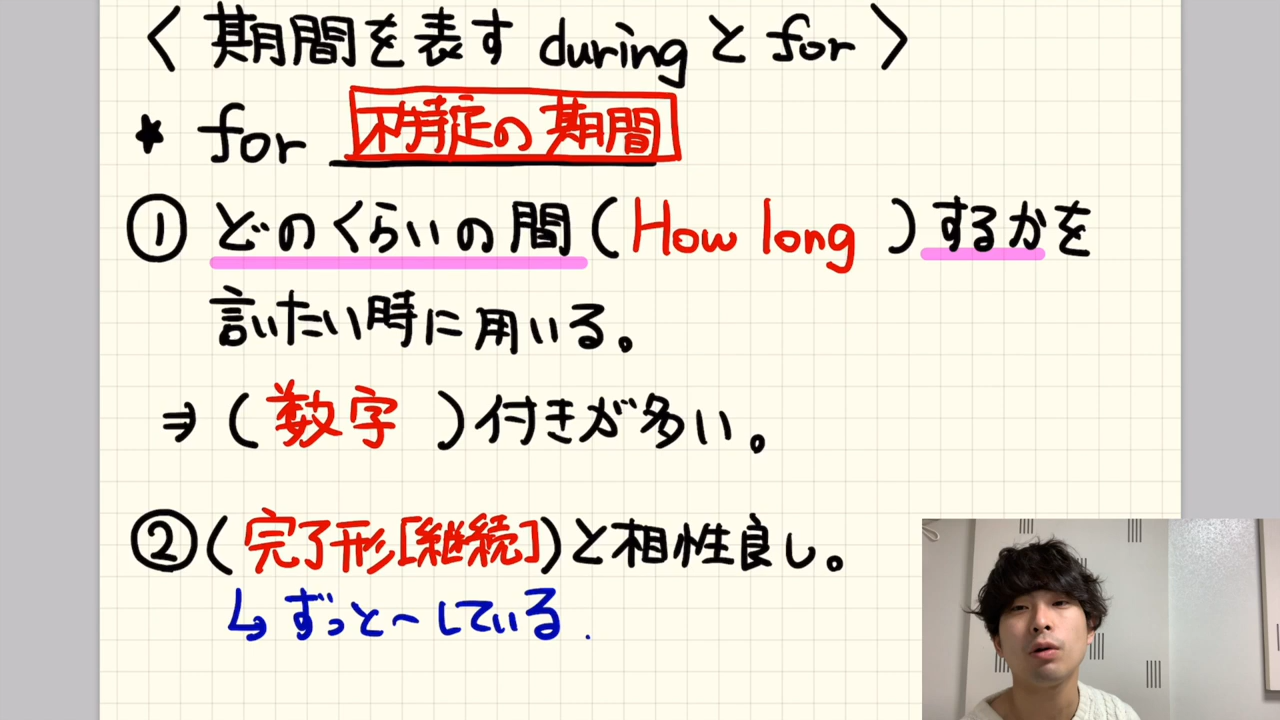 〈 期間を表す during と for 〉
★ for 不特定の期間
① どのくらいの間 ( How long ) するかを
言いたい時に用いる。
⇒ ( 数字 ) 付きが多い。
② ( 完了形[継続] ) と相性良し。
↳ ずっと〜している.